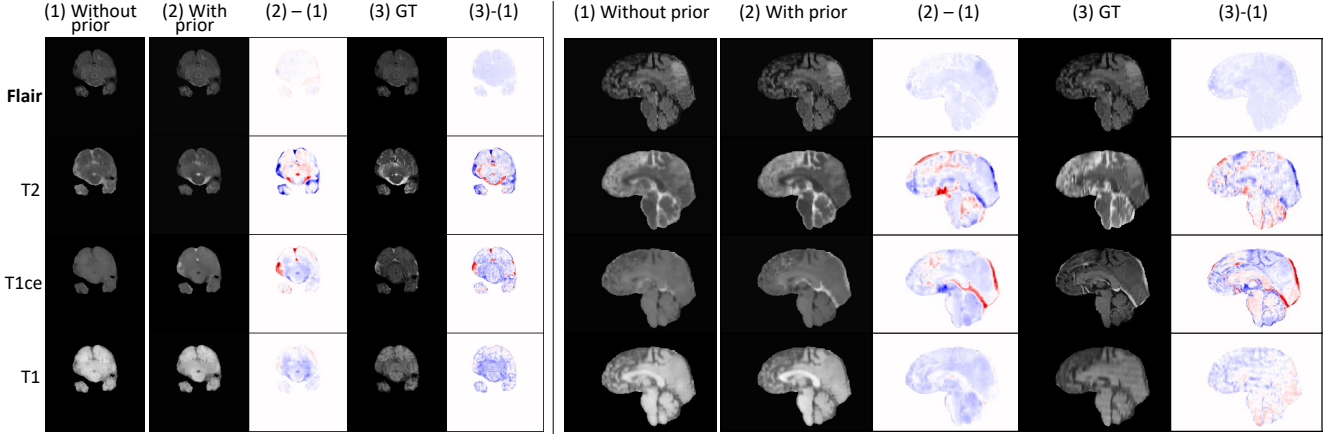 (1) Without prior (2) With prior (2) – (1) (3) GT (3)-(1)
(1) Without prior (2) With prior (2) – (1) (3) GT (3)-(1)
Flair
T2
T1ce
T1